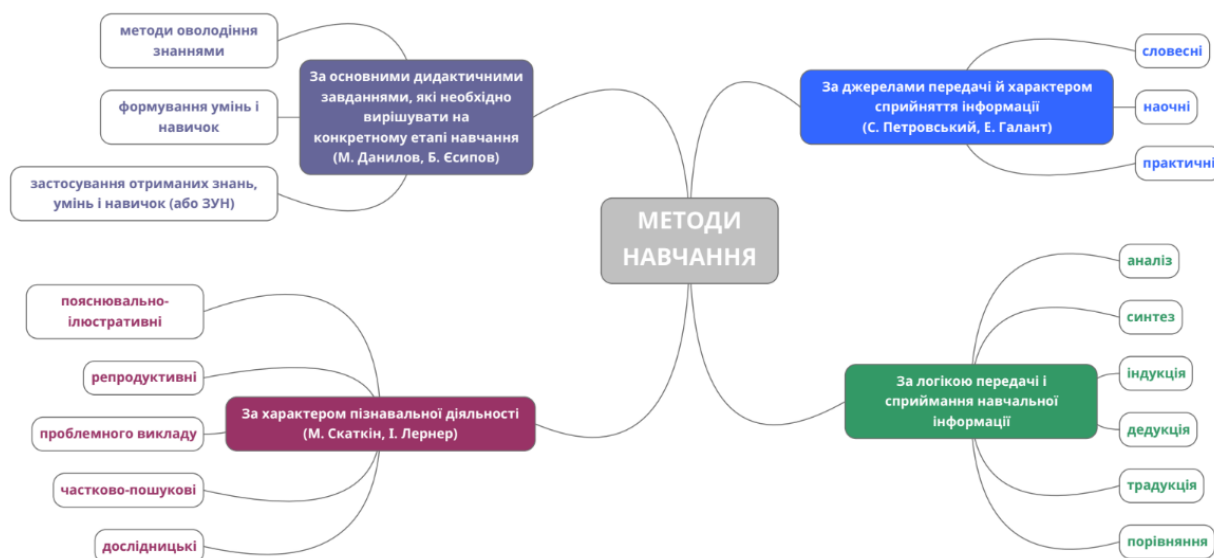 МЕТОДИ
НАВЧАННЯ
За основними дидактичними
завданнями, які необхідно
вирішувати на
конкретному етапі навчання
(М. Данилов, Б. Єсипов)
методи оволодіння
знаннями
формування умінь і
навичок
застосування отриманих знань,
умінь і навичок (або ЗУН)
За джерелами передачі й характером
сприйняття інформації
(С. Петровський, Е. Галант)
словесні
наочні
практичні
За характером пізнавальної діяльності
(М. Скаткін, І. Лернер)
пояснювально-
ілюстративні
репродуктивні
проблемного викладу
частково-пошукові
дослідницькі
За логікою передачі і
сприймання навчальної
інформації
аналіз
синтез
індукція
дедукція
традукція
порівняння